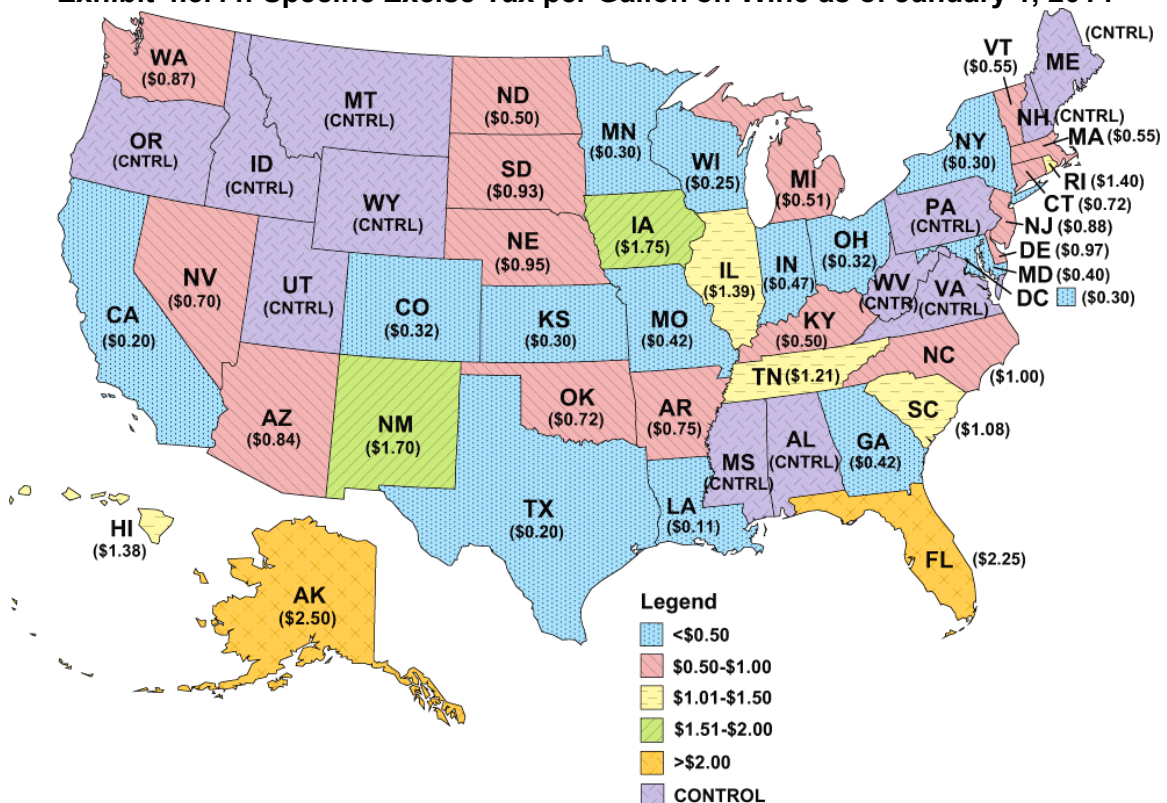 WA
($0.87)
OR
(CNTRL)
CA
($0.20)
NV
($0.70)
ID
(CNTRL)
MT
(CNTRL)
WY
(CNTRL)
UT
(CNTRL)
AZ
($0.84)
CO
($0.32)
NM
($1.70)
ND
($0.50)
SD
($0.93)
NE
($0.95)
KS
($0.30)
OK
($0.72)
TX
($0.20)
MN
($0.30)
IA
($1.75)
MO
($0.42)
AR
($0.75)
LA
($0.11)
WI
($0.25)
IL
($1.39)
MI
($0.51)
IN
($0.47)
OH
($0.32)
KY
($0.50)
TN ($1.21)
MS
(CNTRL)
AL
(CNTRL)
GA
($0.42)
FL ($2.25)
SC
($1.08)
NC
($1.00)
WV
(CNTR)
VA
(CNTRL)
PA
(CNTRL)
NY
($0.30)
VT
($0.55)
NH (CNTRL)
ME
(CNTRL)
MA ($0.55)
RI ($1.40)
CT ($0.72)
NJ ($0.88)
DE ($0.97)
MD ($0.40)
DC ($0.30)
HI
($1.38)
AK
($2.50)
Legend
<$0.50
$0.50-$1.00
$1.01-$1.50
$1.51-$2.00
>$2.00
CONTROL